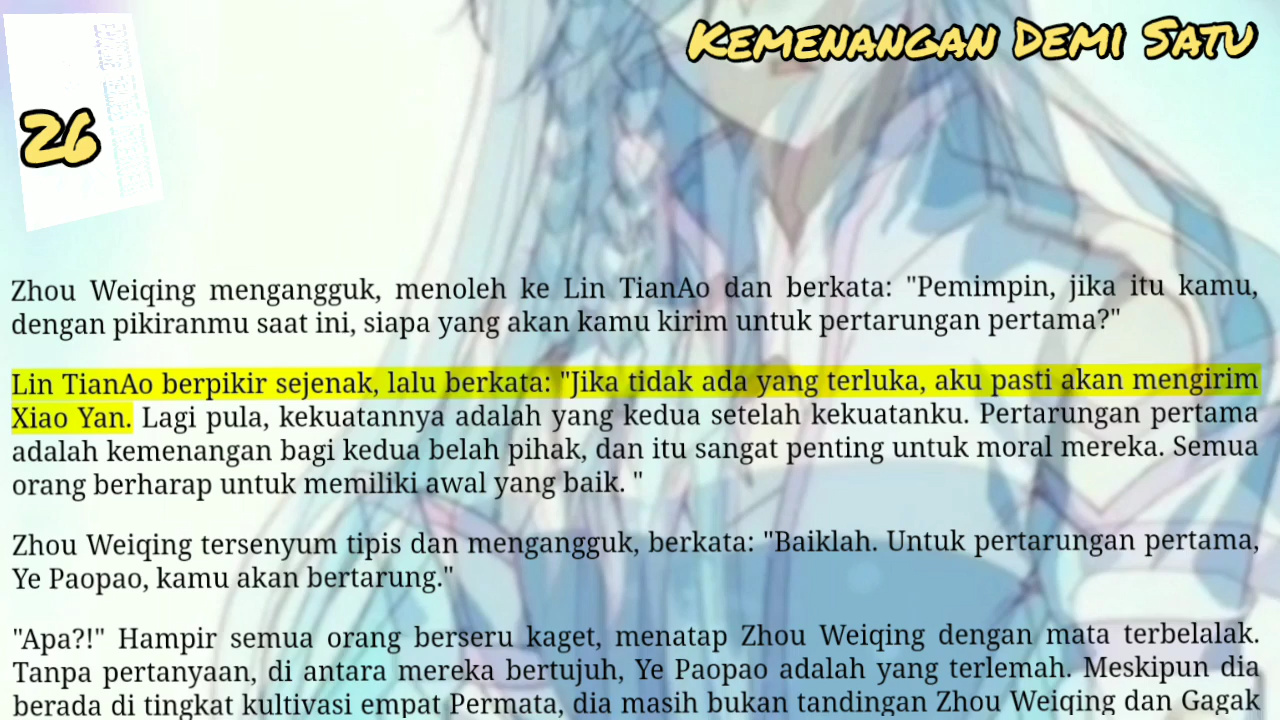 Kemenangan Demi Satu
26
Zhou Weiqing mengangguk, menoleh ke Lin TianAo dan berkata: "Pemimpin, jika itu kamu,
dengan pikiranmu saat ini, siapa yang akan kamu kirim untuk pertarungan pertama?"
Lin TianAo berpikir sejenak, lalu berkata: "Jika tidak ada yang terluka, aku pasti akan mengirim
Xiao Yan. Lagi pula, kekuatannya adalah yang kedua setelah kekuatanku. Pertarungan pertama
adalah kemenangan bagi kedua belah pihak, dan itu sangat penting untuk moral mereka. Semua
orang berharap untuk memiliki awal yang baik. "
Zhou Weiqing tersenyum tipis dan mengangguk, berkata: "Baiklah. Untuk pertarungan pertama,
Ye Paopao, kamu akan bertarung."
"Apa?!" Hampir semua orang berseru kaget, menatap Zhou Weiqing dengan mata terbelalak.
Tanpa pertanyaan, di antara mereka bertujuh, Ye Paopao adalah yang terlemah. Meskipun dia
berada di tingkat kultivasi empat Permata, dia masih bukan tandingan Zhou Weiqing dan Gagak